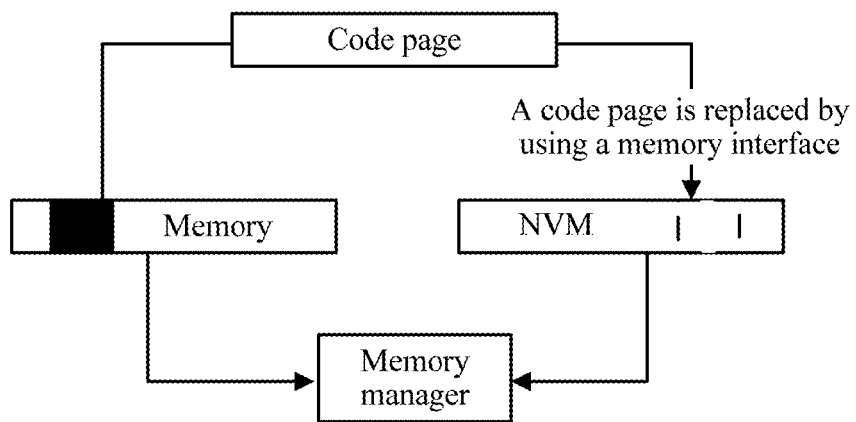 Code page
A code page is replaced by
using a memory interface
Memory
NVM
Memory
manager